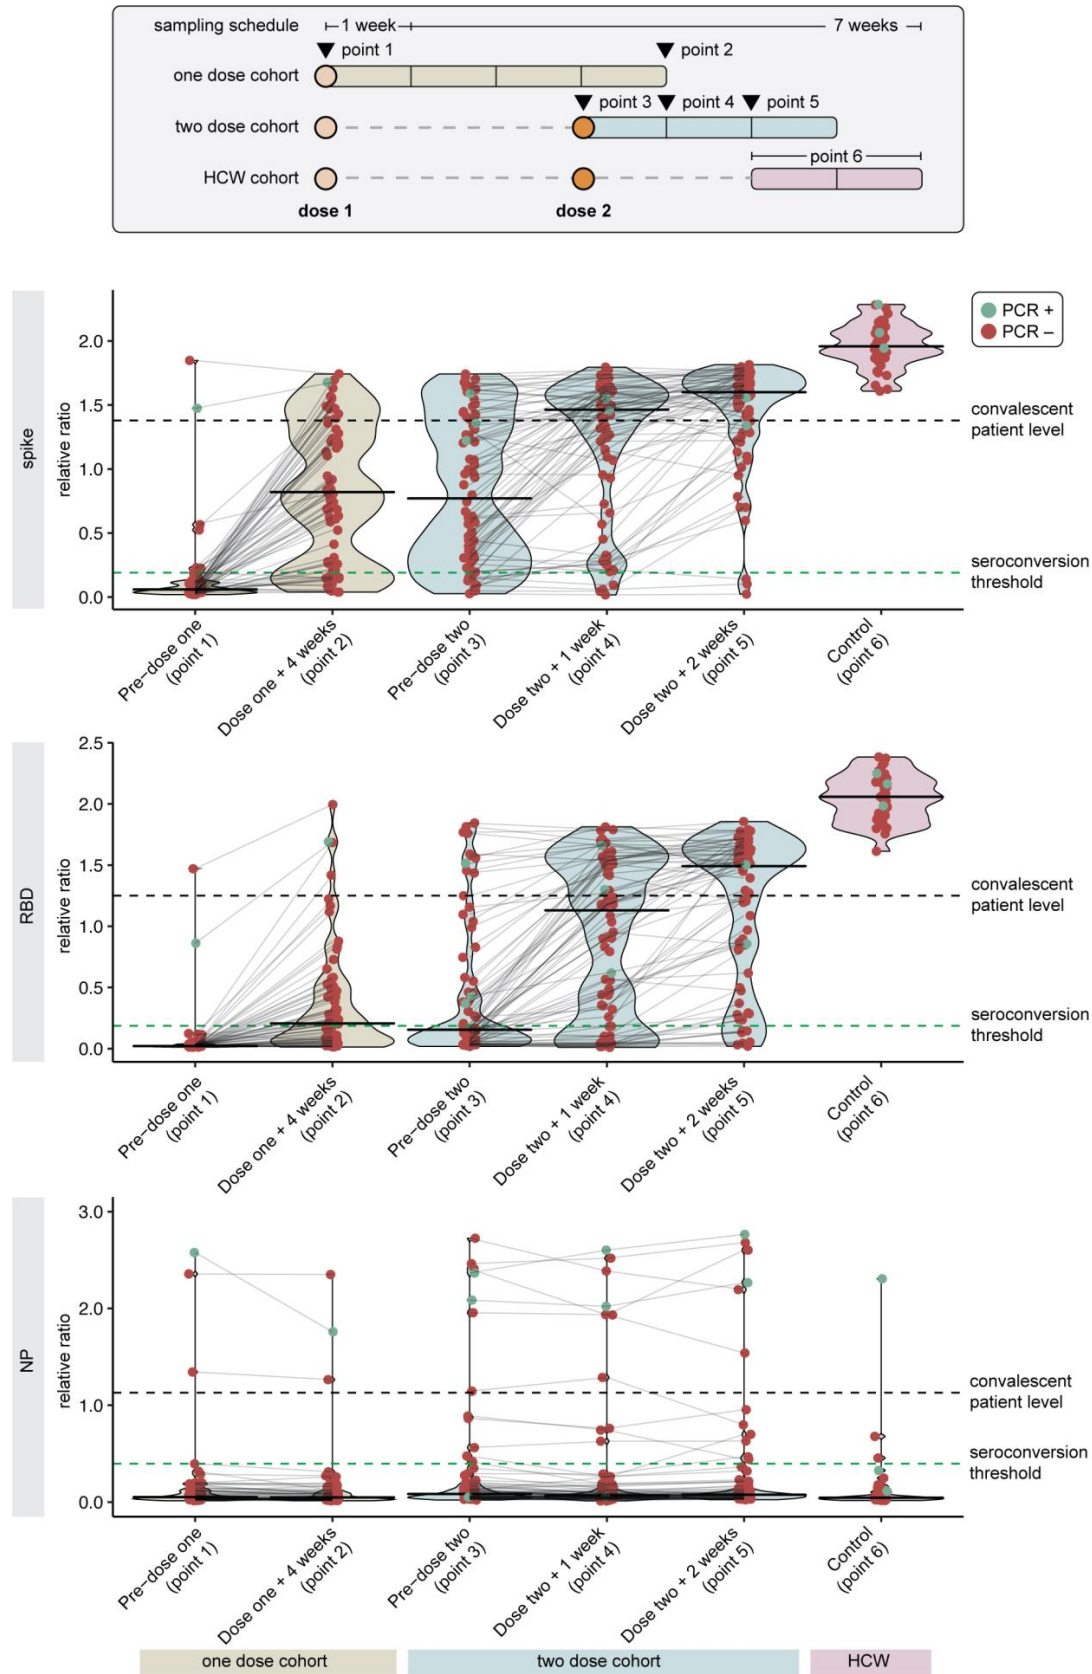 sampling schedule
1 week
7 weeks
point 1
point 2
one dose cohort
point 3
point 4
point 5
two dose cohort
point 6
HCW cohort
dose 1
dose 2
spike
relative ratio
2.0
1.5
1.0
0.5
0.0
PCR +
PCR –
convalescent
patient level
seroconversion
threshold
Pre–dose one
(point 1)
Dose one + 4 weeks
(point 2)
Pre–dose two
(point 3)
Dose two + 1 week
(point 4)
Dose two + 2 weeks
(point 5)
Control
(point 6)
RBD
relative ratio
2.5
2.0
1.5
1.0
0.5
0.0
convalescent
patient level
seroconversion
threshold
Pre–dose one
(point 1)
Dose one + 4 weeks
(point 2)
Pre–dose two
(point 3)
Dose two + 1 week
(point 4)
Dose two + 2 weeks
(point 5)
Control
(point 6)
NP
relative ratio
3.0
2.0
1.0
0.0
convalescent
patient level
seroconversion
threshold
Pre–dose one
(point 1)
Dose one + 4 weeks
(point 2)
Pre–dose two
(point 3)
Dose two + 1 week
(point 4)
Dose two + 2 weeks
(point 5)
Control
(point 6)
one dose cohort
two dose cohort
HCW